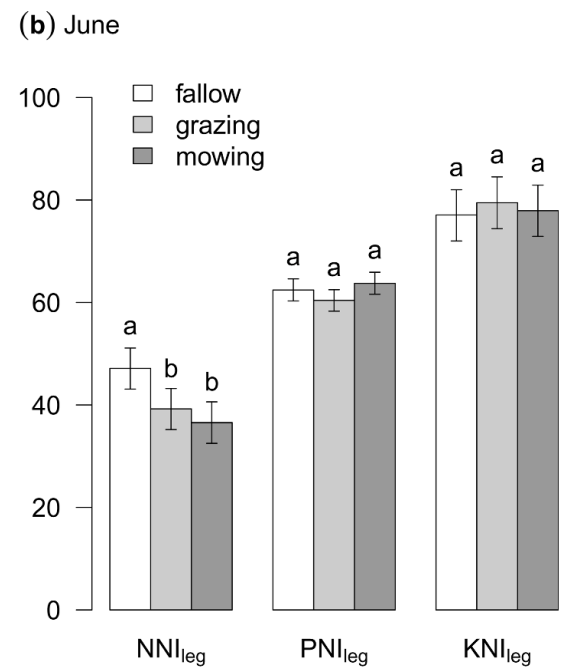 (b) June
100
80
60
40
20
0
fallow
grazing
mowing
a
b
b
a
a
a
a
a
a
NNIleg
PNIleg
KNIleg